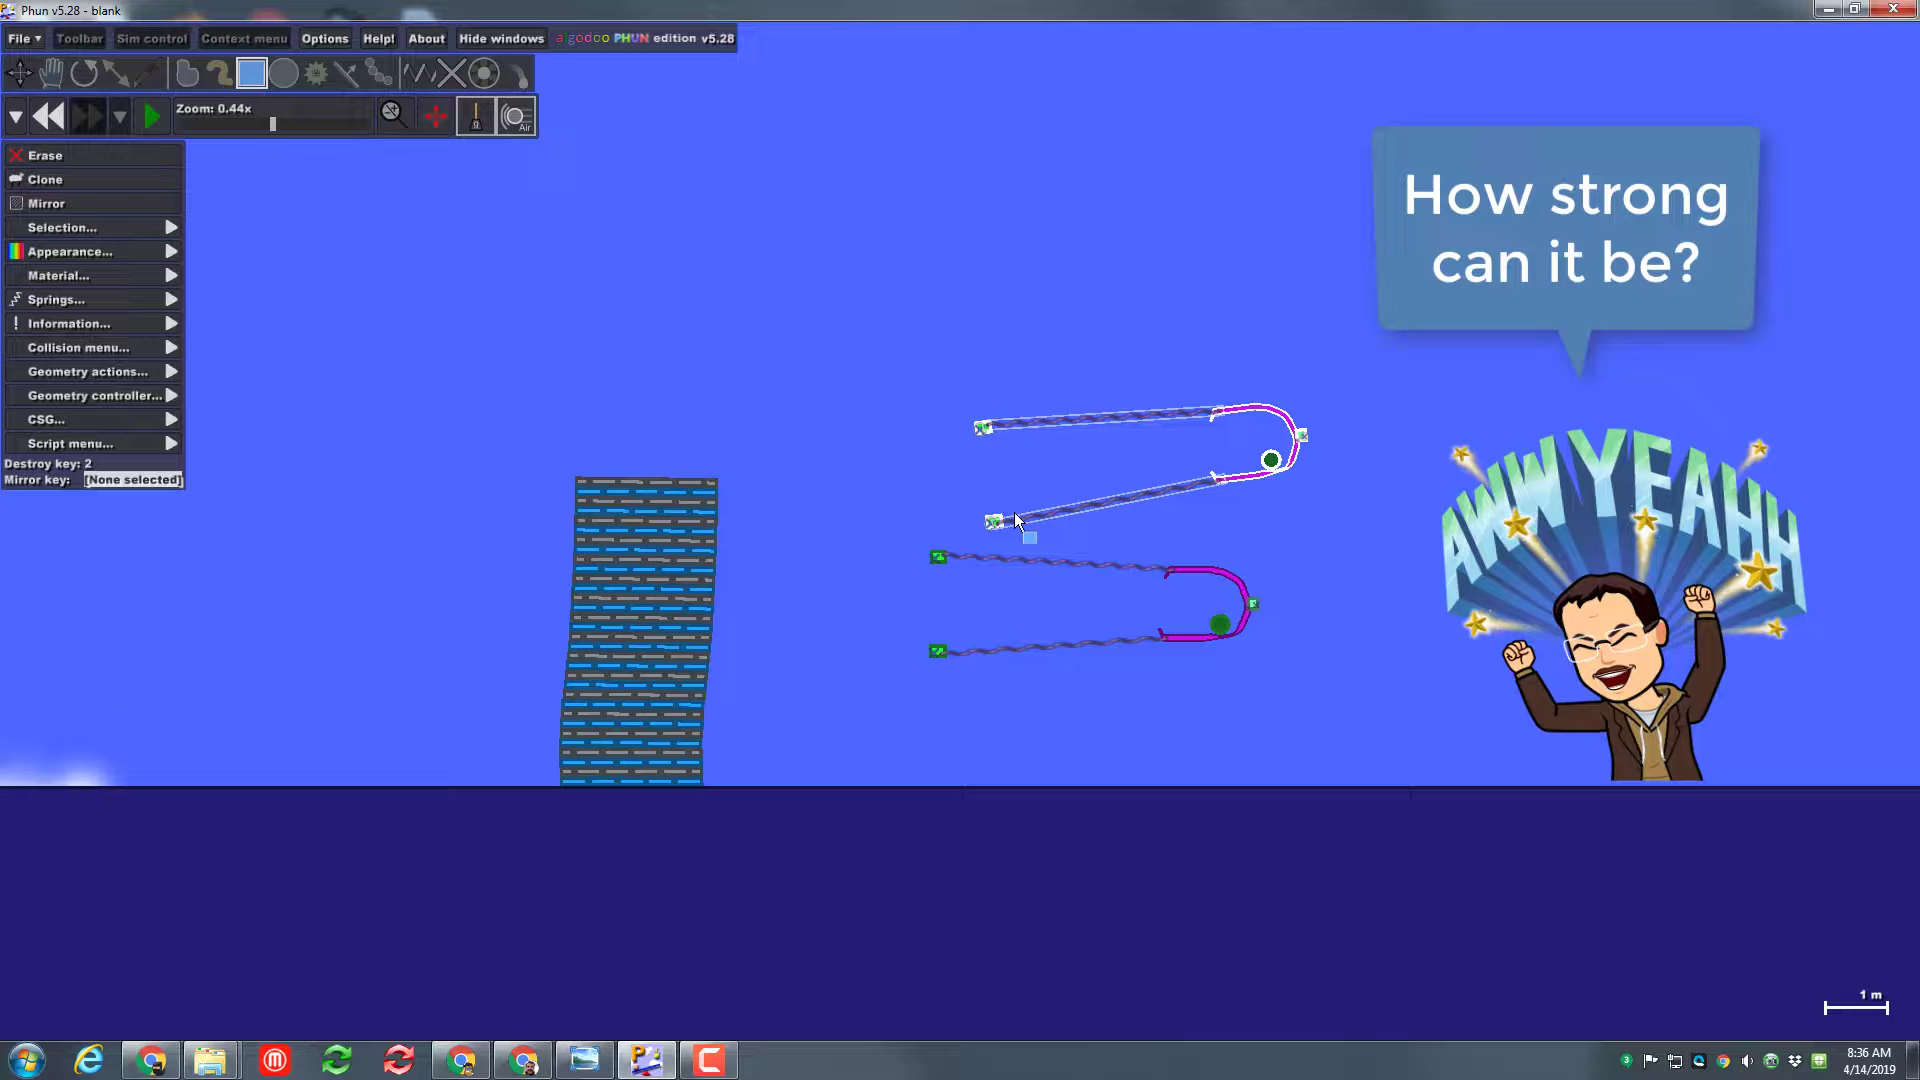 Phun v5.28 - blank
File Toolbar Sim control Context menu Options Help! About Hide windows algodoo PHUN edition v5.28
Zoom: 0.44x
Air
Erase
Clone
Mirror
Selection...
Appearance...
Material...
Springs...
Information...
Collision menu...
Geometry actions...
Geometry controller...
CSG...
Script menu...
Destroy key: 2
Mirror key: [None selected]
How strong
can it be?
AWW YEAHH
1 m
8:36 AM
4/14/2019